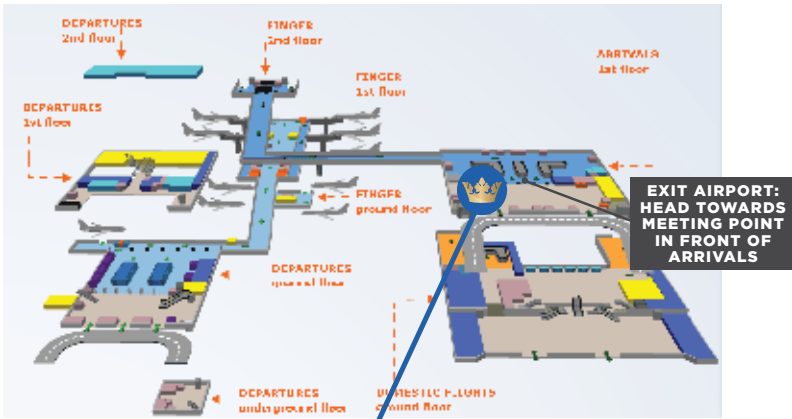 DEPARTURES
2nd floor
FINGER
2nd floor
ARRIVALS
1st floor
FINGER
1st floor
DEPARTURES
1st floor
FINGER
ground floor
EXIT AIRPORT:
HEAD TOWARDS
MEETING POINT
IN FRONT OF
ARRIVALS
DEPARTURES
ground floor
DEPARTURES
underground floor
DOMESTIC FLIGHTS
ground floor